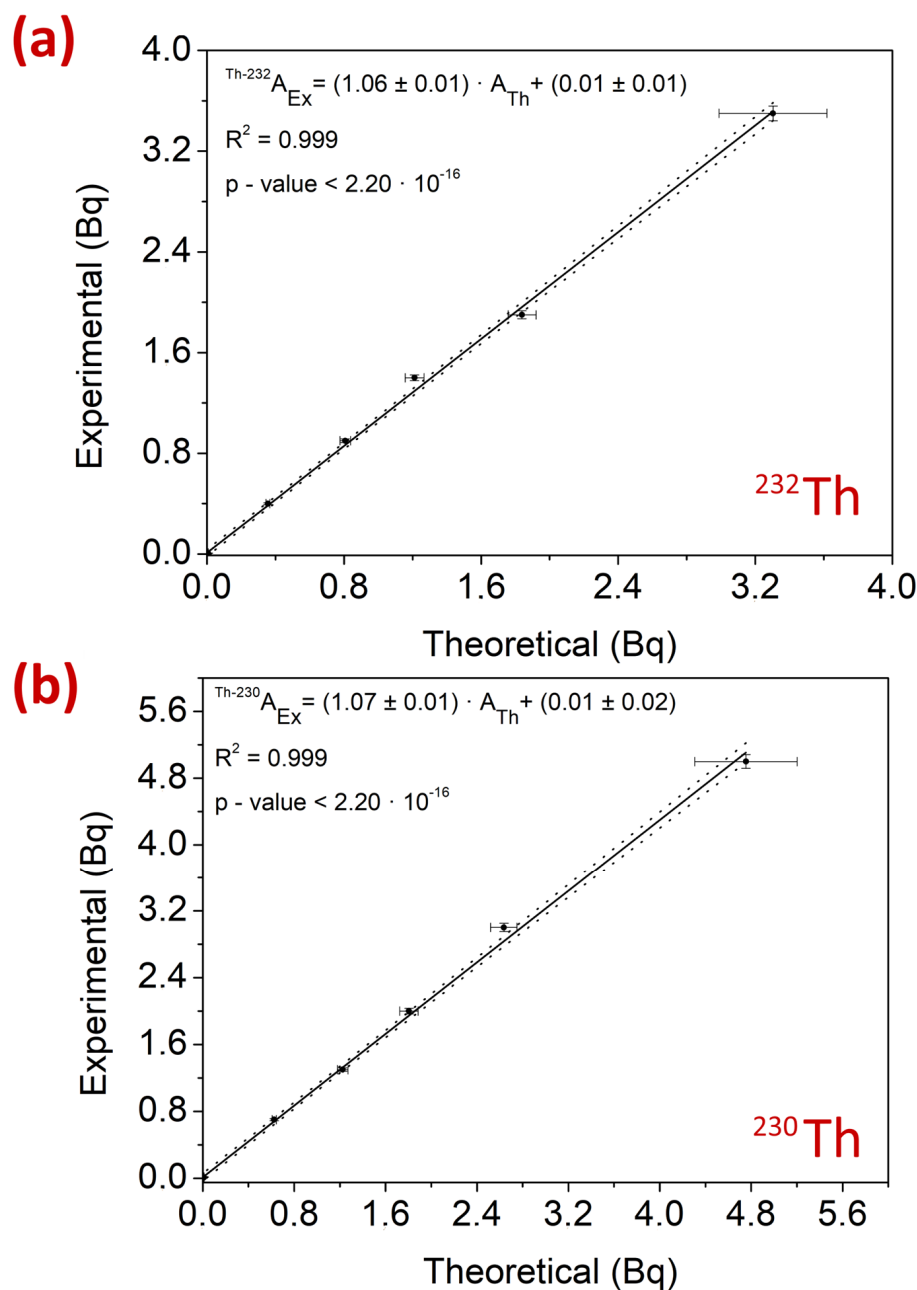 (a)
4.0
3.2
2.4
1.6
0.8
0.0
Experimental (Bq)
Th-232A_Ex = (1.06 ± 0.01) · A_Th + (0.01 ± 0.01)
R² = 0.999
p - value < 2.20 · 10⁻¹⁶
²³²Th
0.0 0.8 1.6 2.4 3.2 4.0
Theoretical (Bq)
(b)
5.6
4.8
4.0
3.2
2.4
1.6
0.8
0.0
Experimental (Bq)
Th-230A_Ex = (1.07 ± 0.01) · A_Th + (0.01 ± 0.02)
R² = 0.999
p - value < 2.20 · 10⁻¹⁶
²³⁰Th
0.0 0.8 1.6 2.4 3.2 4.0 4.8 5.6
Theoretical (Bq)